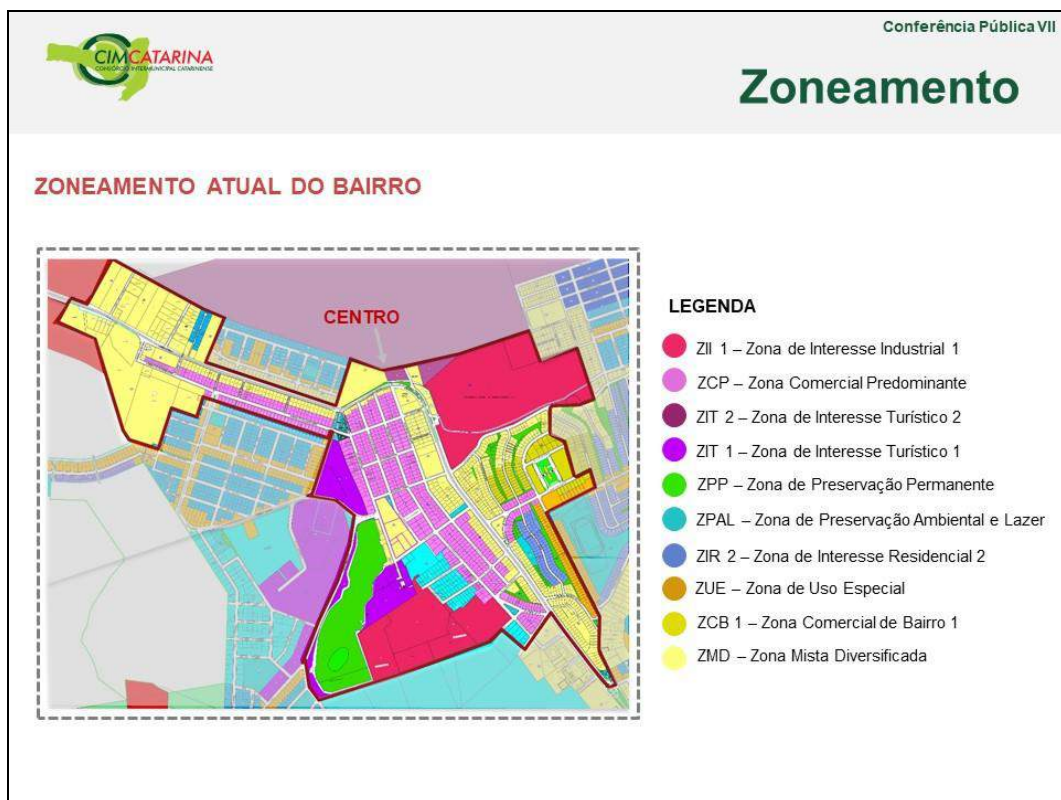 Conferência Pública VII
CIMCATARINA
CONSÓRCIO INTERMUNICIPAL CATARINENSE
Zoneamento
ZONEAMENTO ATUAL DO BAIRRO
CENTRO
LEGENDA
ZII 1 – Zona de Interesse Industrial 1
ZCP – Zona Comercial Predominante
ZIT 2 – Zona de Interesse Turístico 2
ZIT 1 – Zona de Interesse Turístico 1
ZPP – Zona de Preservação Permanente
ZPAL – Zona de Preservação Ambiental e Lazer
ZIR 2 – Zona de Interesse Residencial 2
ZUE – Zona de Uso Especial
ZCB 1 – Zona Comercial de Bairro 1
ZMD – Zona Mista Diversificada